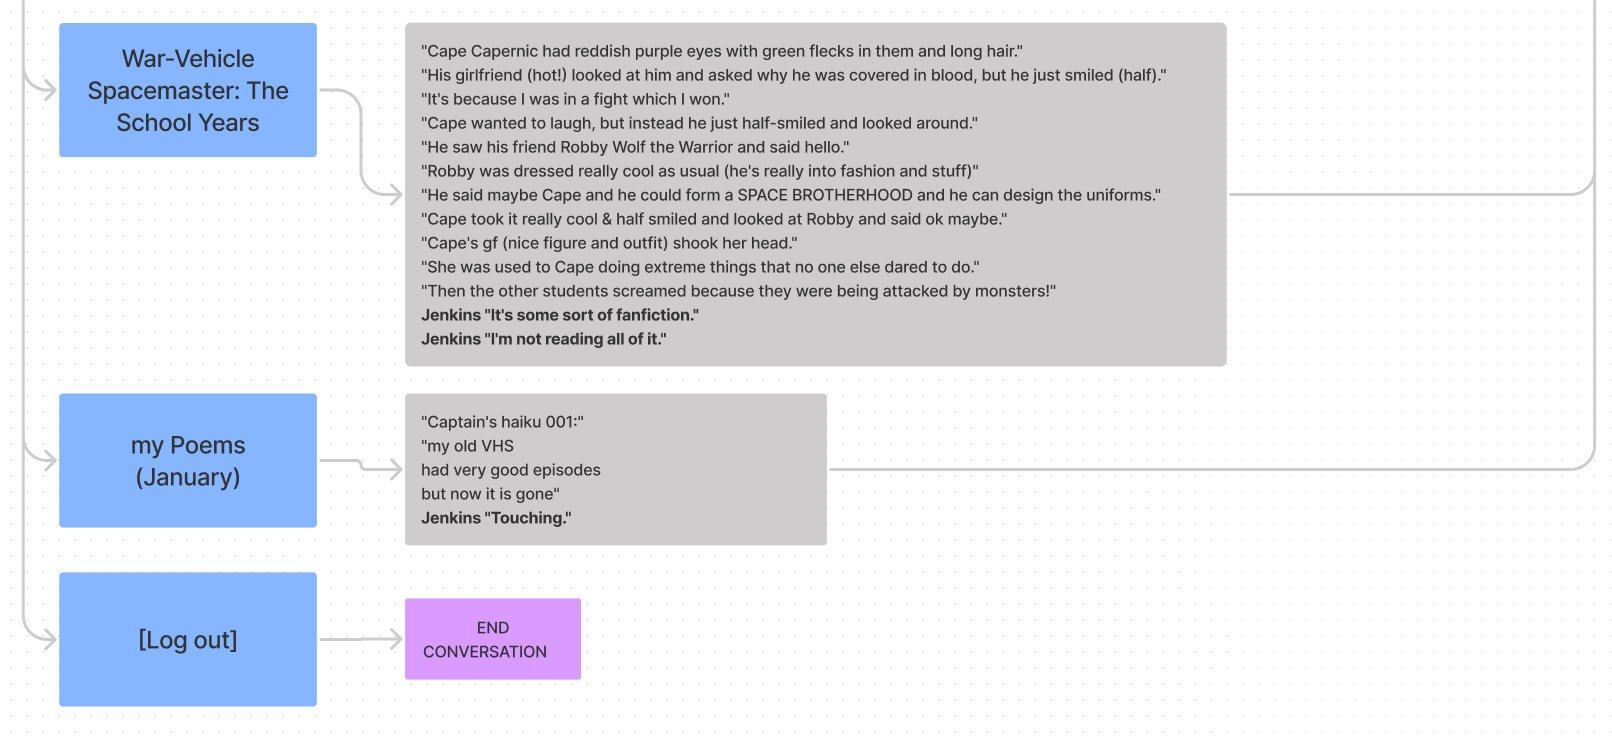 War-Vehicle
Spacemaster: The
School Years
"Cape Capernic had reddish purple eyes with green flecks in them and long hair."
"His girlfriend (hot!) looked at him and asked why he was covered in blood, but he just smiled (half)."
"It's because I was in a fight which I won."
"Cape wanted to laugh, but instead he just half-smiled and looked around."
"He saw his friend Robby Wolf the Warrior and said hello."
"Robby was dressed really cool as usual (he's really into fashion and stuff)"
"He said maybe Cape and he could form a SPACE BROTHERHOOD and he can design the uniforms."
"Cape took it really cool & half smiled and looked at Robby and said ok maybe."
"Cape's gf (nice figure and outfit) shook her head."
"She was used to Cape doing extreme things that no one else dared to do."
"Then the other students screamed because they were being attacked by monsters!"
Jenkins "It's some sort of fanfiction."
Jenkins "I'm not reading all of it."
my Poems
(January)
"Captain's haiku 001:"
"my old VHS
had very good episodes
but now it is gone"
Jenkins "Touching."
[Log out]
END
CONVERSATION